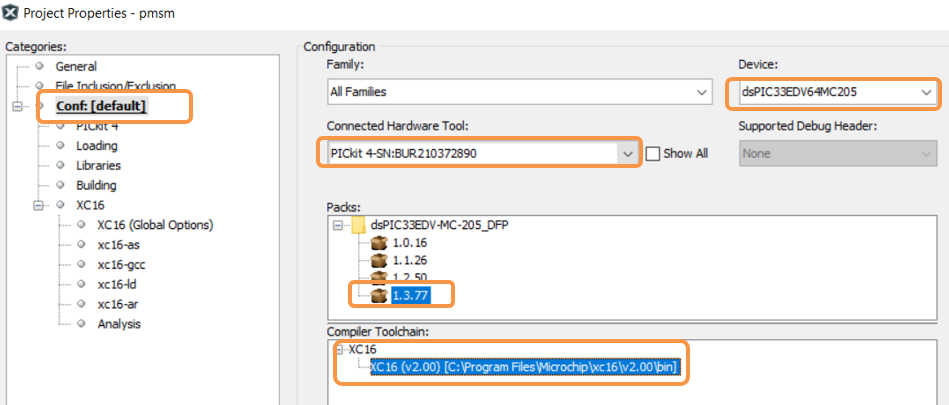 Project Properties - pmsm
Categories:
General
File Inclusion/Exclusion
Conf: [default]
PICkit 4
Loading
Libraries
Building
XC16
XC16 (Global Options)
xc16-as
xc16-gcc
xc16-ld
xc16-ar
Analysis
Configuration
Family:
All Families
Device:
dsPIC33EDV64MC205
Connected Hardware Tool:
PICkit 4-SN:BUR210372890
Show All
Supported Debug Header:
None
Packs:
dsPIC33EDV-MC-205_DFP
1.0.16
1.1.26
1.2.50
1.3.77
Compiler Toolchain:
XC16
XC16 (v2.00) [C:\Program Files\Microchip\xc16\v2.00\bin]